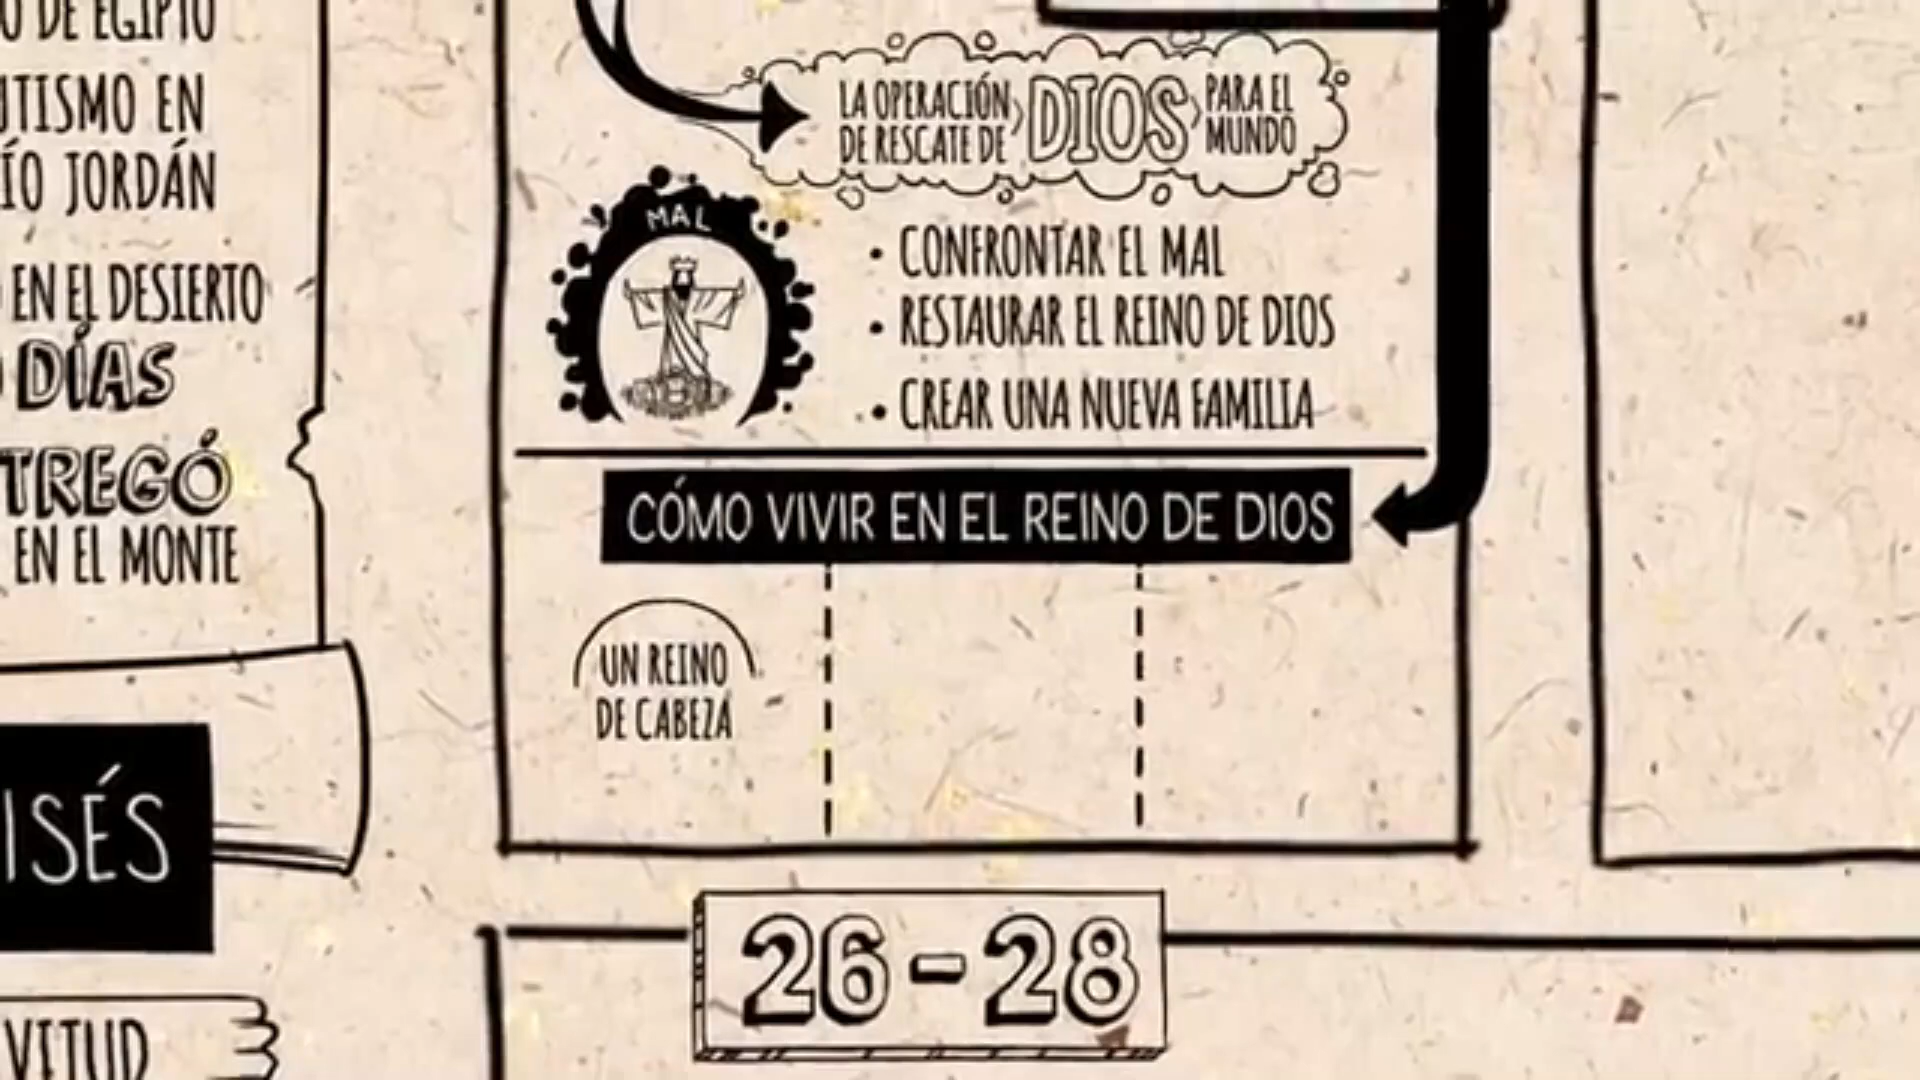 O DE EGIPTO
UTISMO EN
ÍO JORDÁN
EN EL DESIERTO
DÍAS
TREGÓ
EN EL MONTE
ISÉS
VITUD
LA OPERACIÓN
DE RESCATE DE
DIOS
PARA EL
MUNDO
MAL
• CONFRONTAR EL MAL
• RESTAURAR EL REINO DE DIOS
• CREAR UNA NUEVA FAMILIA
CÓMO VIVIR EN EL REINO DE DIOS
UN REINO
DE CABEZA
26-28